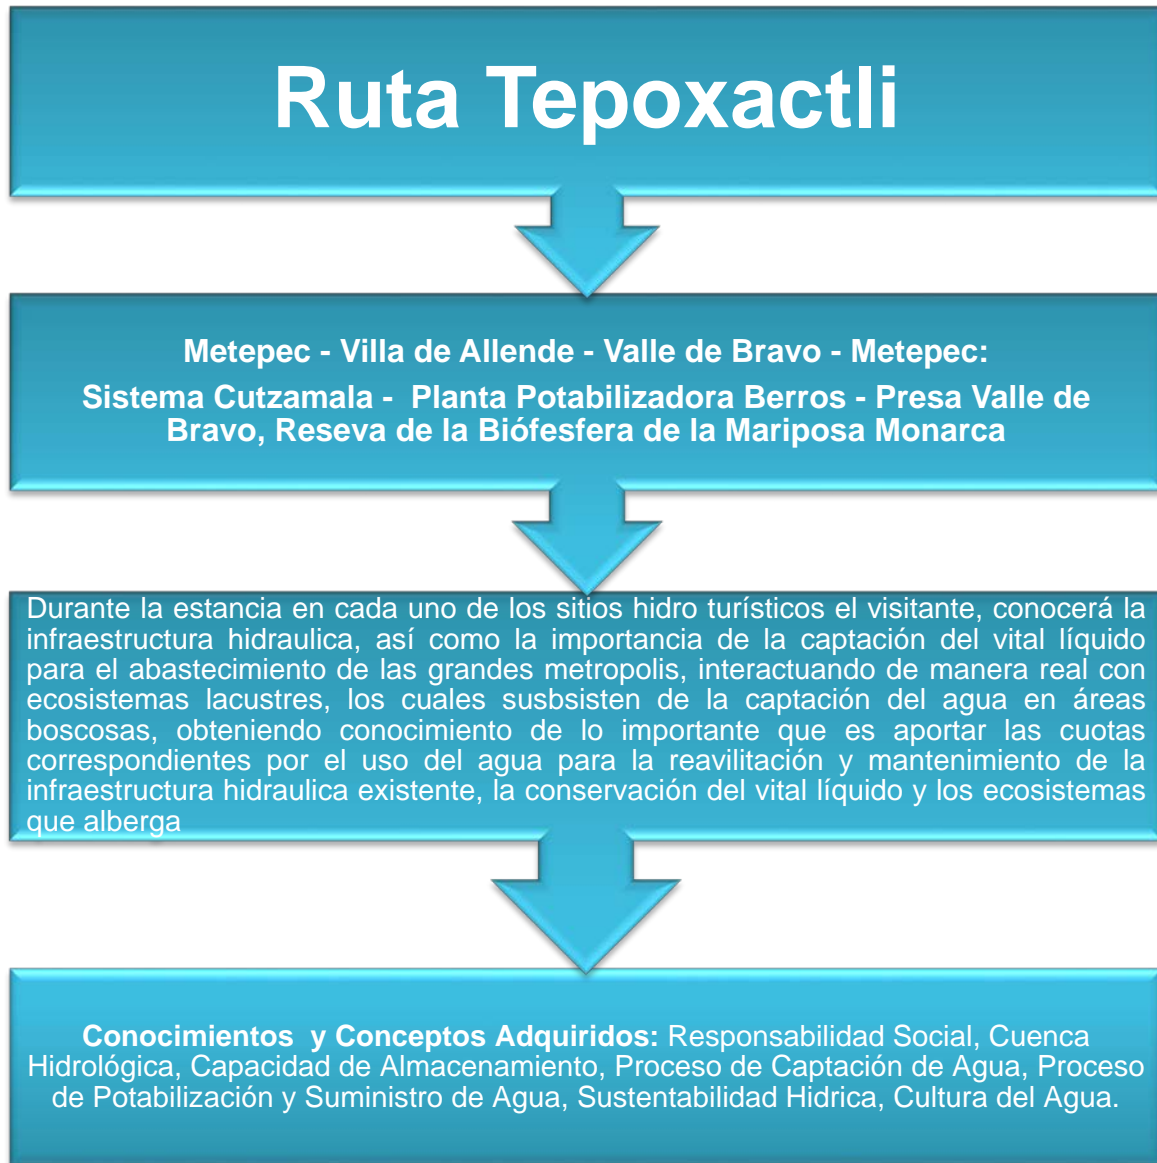 Ruta Tepoxactli
Metepec - Villa de Allende - Valle de Bravo - Metepec:
Sistema Cutzamala - Planta Potabilizadora Berros - Presa Valle de
Bravo, Reseva de la Biófesfera de la Mariposa Monarca
Durante la estancia en cada uno de los sitios hidro turísticos el visitante, conocerá la
infraestructura hidraulica, así como la importancia de la captación del vital líquido
para el abastecimiento de las grandes metropolis, interactuando de manera real con
ecosistemas lacustres, los cuales susbsisten de la captación del agua en áreas
boscosas, obteniendo conocimiento de lo importante que es aportar las cuotas
correspondientes por el uso del agua para la reavilitación y mantenimiento de la
infraestructura hidraulica existente, la conservación del vital líquido y los ecosistemas
que alberga
Conocimientos y Conceptos Adquiridos: Responsabilidad Social, Cuenca
Hidrológica, Capacidad de Almacenamiento, Proceso de Captación de Agua, Proceso
de Potabilización y Suministro de Agua, Sustentabilidad Hidrica, Cultura del Agua.